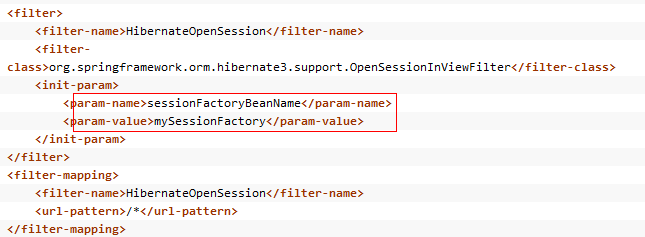 <filter>
<filter-name>HibernateOpenSession</filter-name>
<filter-
class>org.springframework.orm.hibernate3.support.OpenSessionInViewFilter</filter-class>
<init-param>
<param-name>sessionFactoryBeanName</param-name>
<param-value>mySessionFactory</param-value>
</init-param>
</filter>
<filter-mapping>
<filter-name>HibernateOpenSession</filter-name>
<url-pattern>/*</url-pattern>
</filter-mapping>